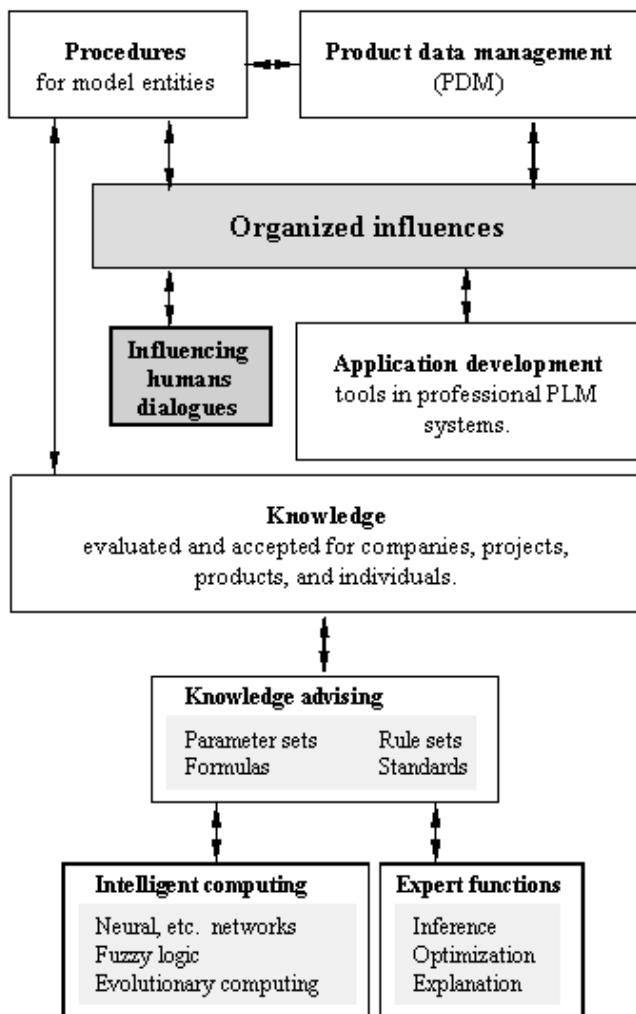 Procedures
for model entities
Product data management
(PDM)
Organized influences
Influencing
humans
dialogues
Application development
tools in professional PLM
systems.
Knowledge
evaluated and accepted for companies, projects,
products, and individuals.
Knowledge advising
Parameter sets
Rule sets
Formulas
Standards
Intelligent computing
Neural, etc. networks
Fuzzy logic
Evolutionary computing
Expert functions
Inference
Optimization
Explanation